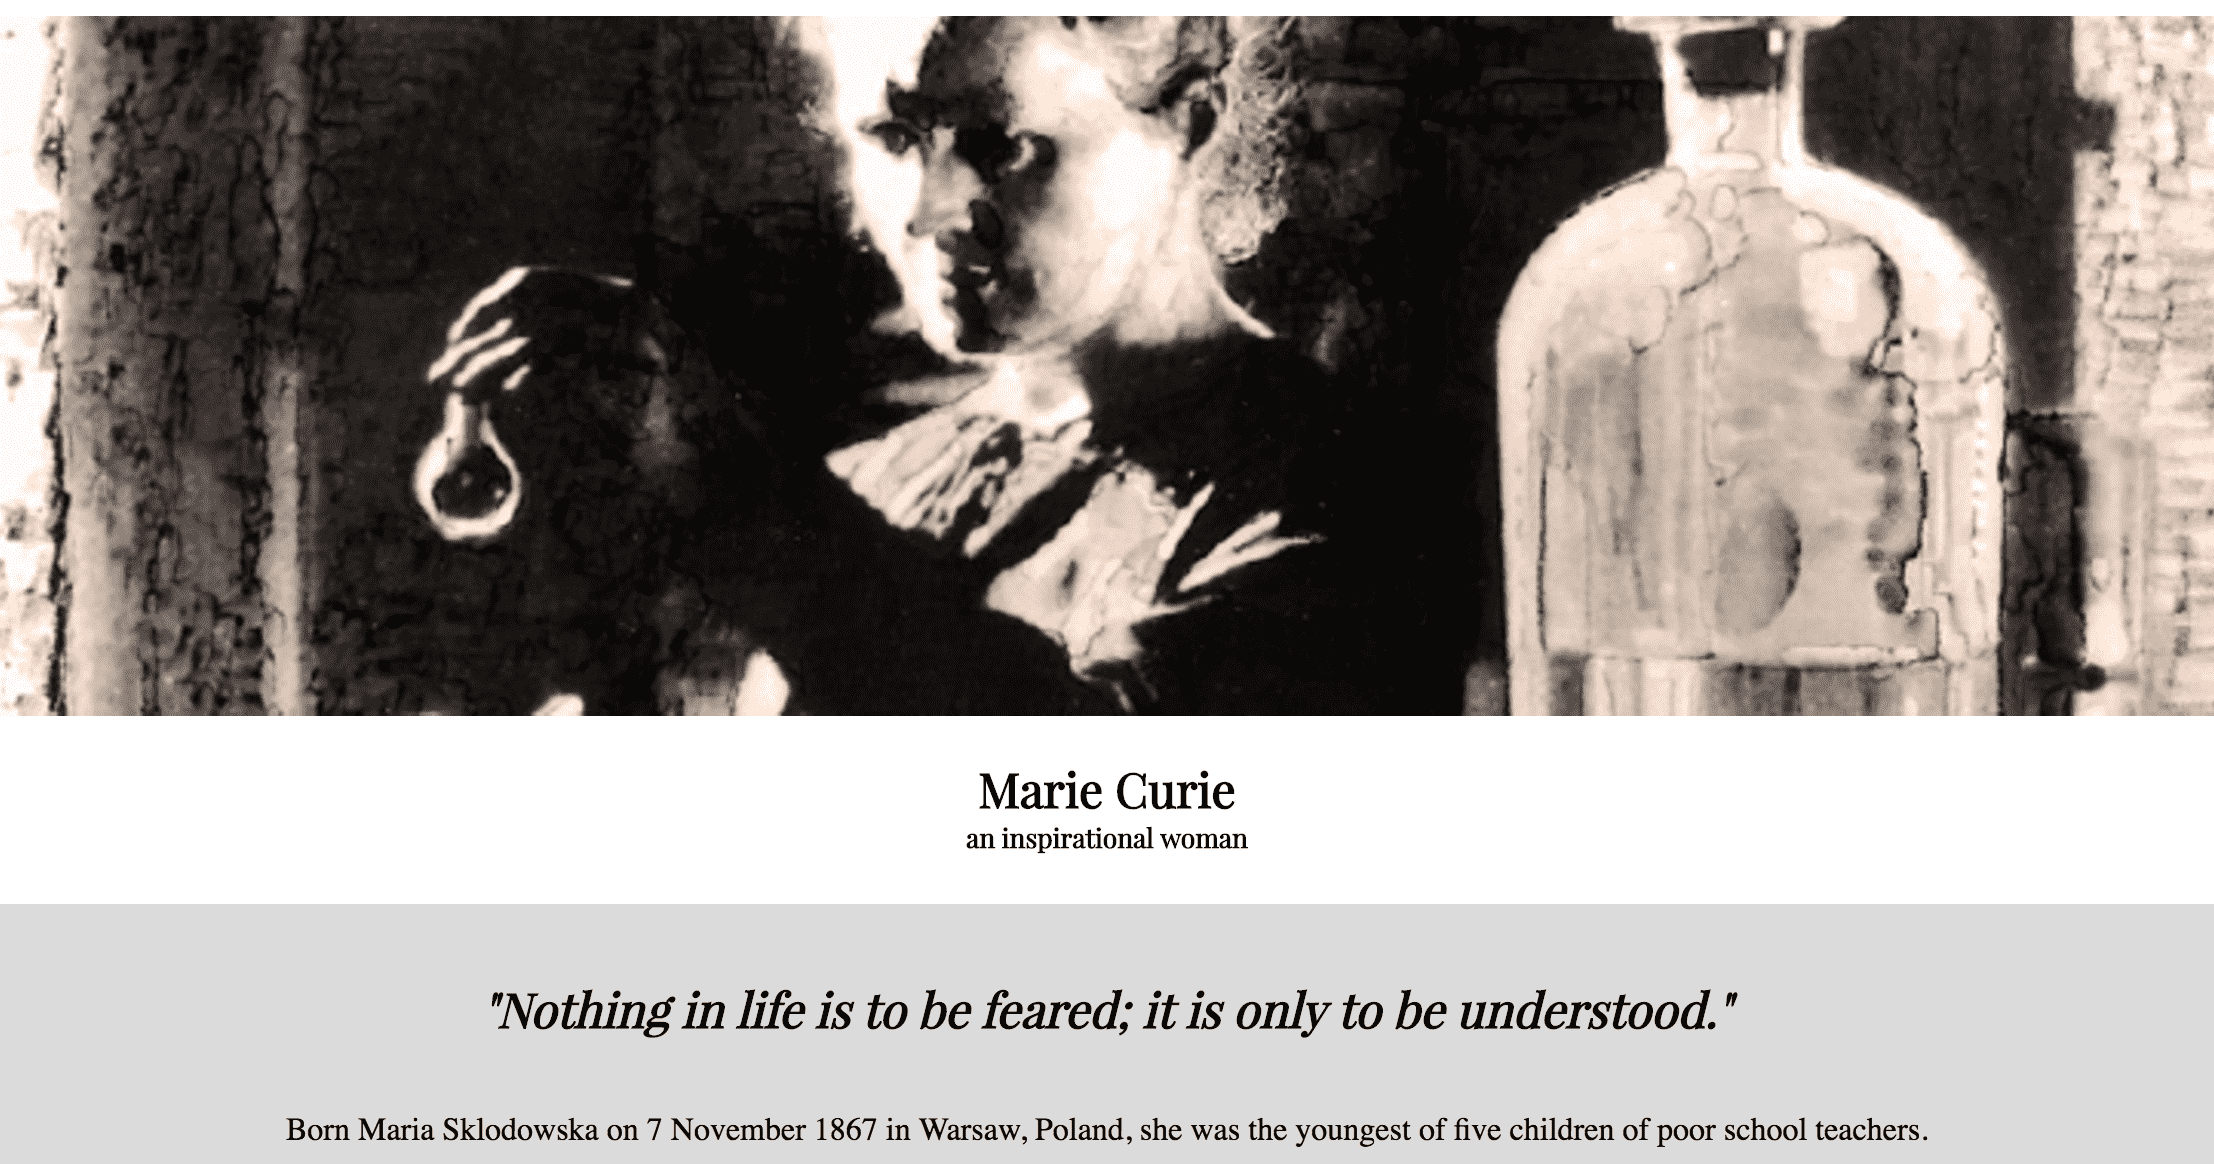 Marie Curie
an inspirational woman
"Nothing in life is to be feared; it is only to be understood."
Born Maria Sklodowska on 7 November 1867 in Warsaw, Poland, she was the youngest of five children of poor school teachers.